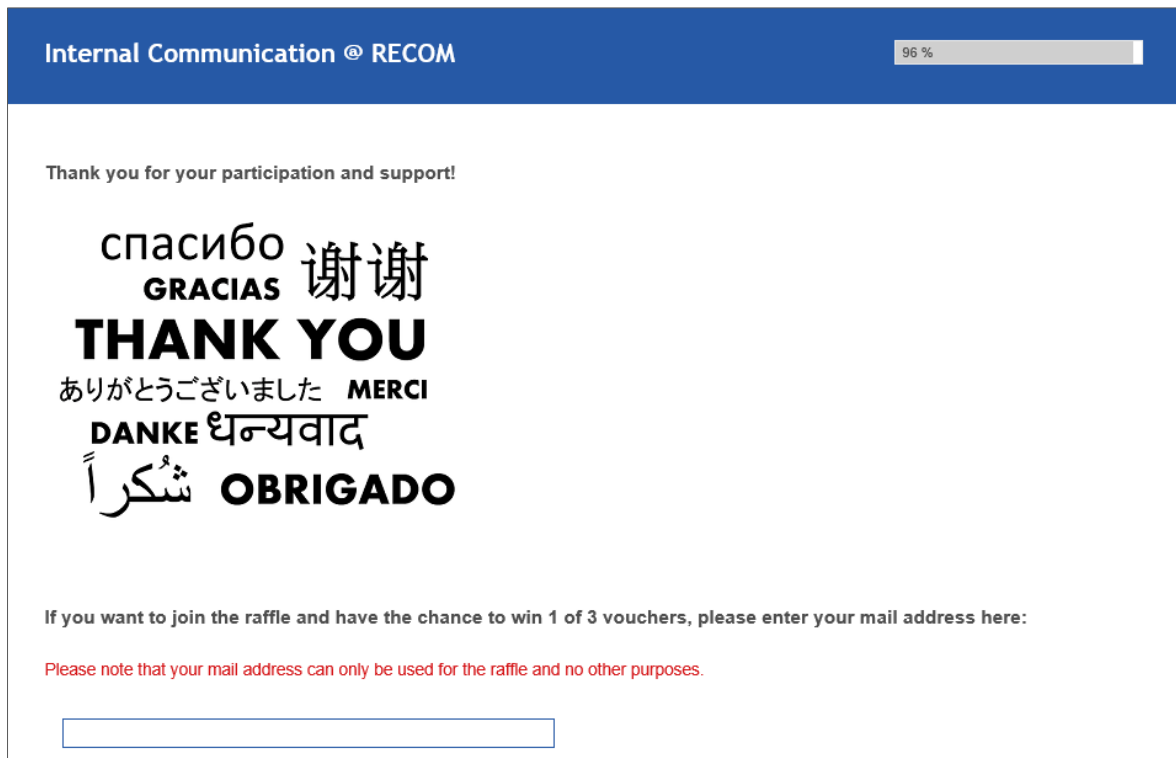 Internal Communication @ RECOM
96 %
Thank you for your participation and support!
спасибо 谢谢
GRACIAS
THANK YOU
ありがとうございました MERCI
DANKE धन्यवाद
شُكراً OBRIGADO
If you want to join the raffle and have the chance to win 1 of 3 vouchers, please enter your mail address here:
Please note that your mail address can only be used for the raffle and no other purposes.